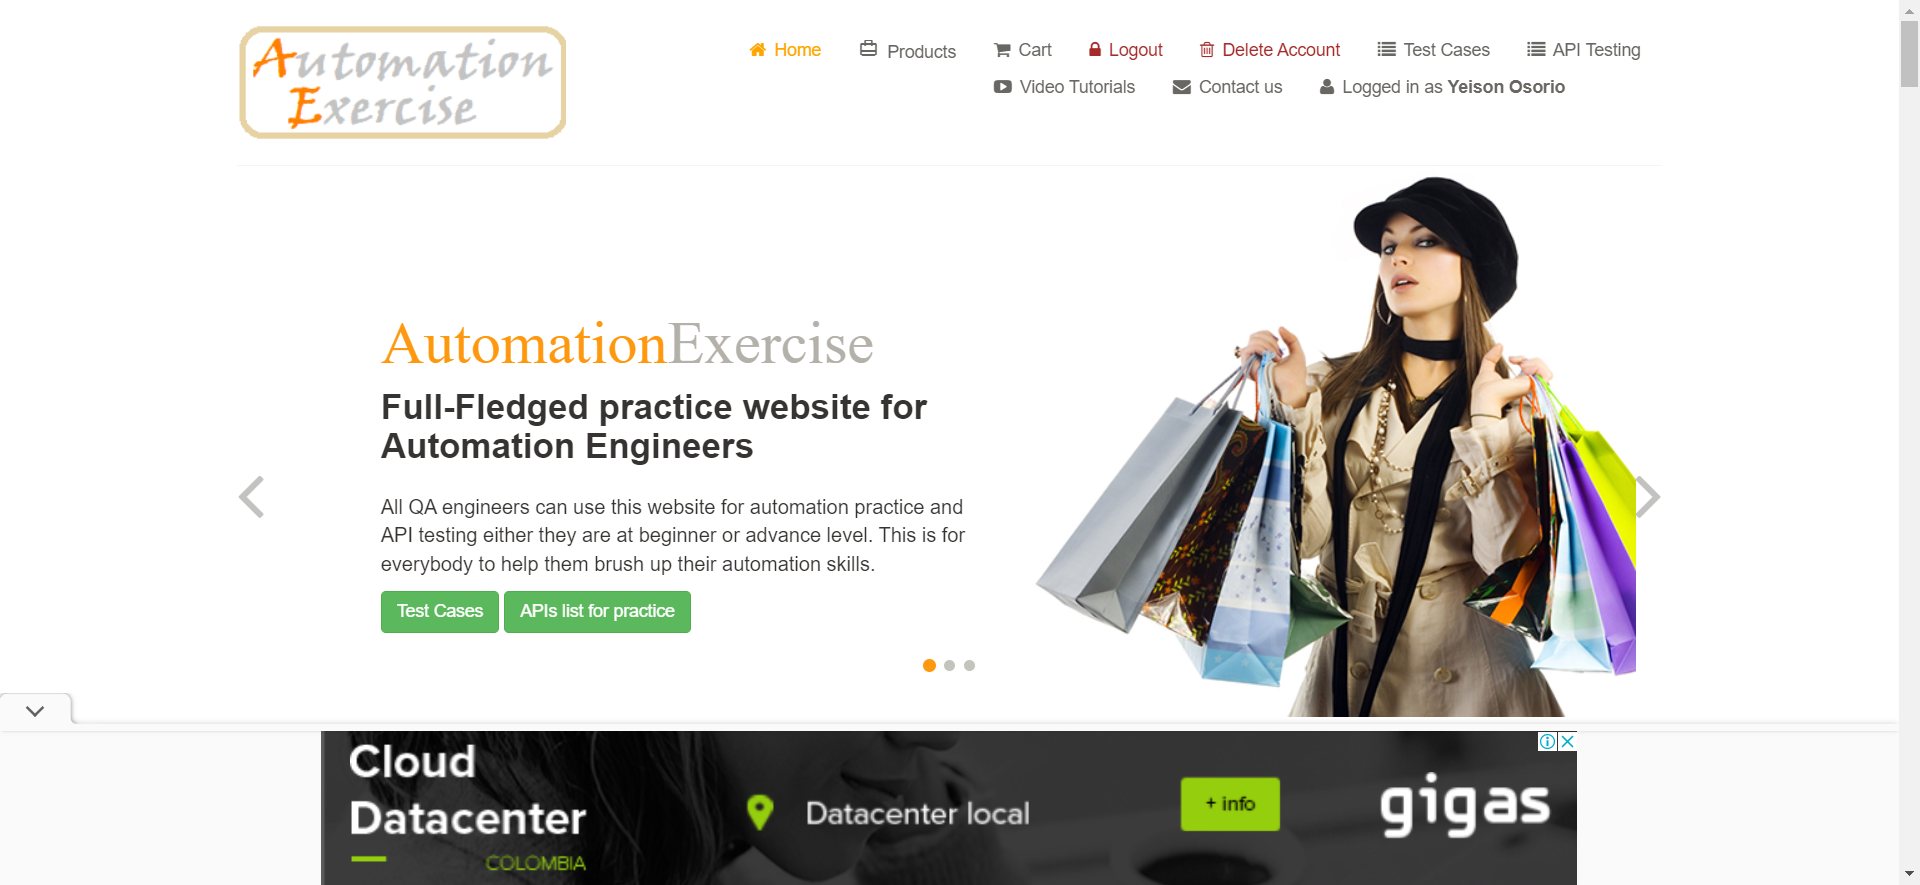 Automation
Exercise
Home Products Cart Logout Delete Account Test Cases API Testing
Video Tutorials Contact us Logged in as Yeison Osorio
AutomationExercise
Full-Fledged practice website for
Automation Engineers
All QA engineers can use this website for automation practice and
API testing either they are at beginner or advance level. This is for
everybody to help them brush up their automation skills.
Test Cases APIs list for practice
Cloud
Datacenter
COLOMBIA
Datacenter local
+ info
gigas